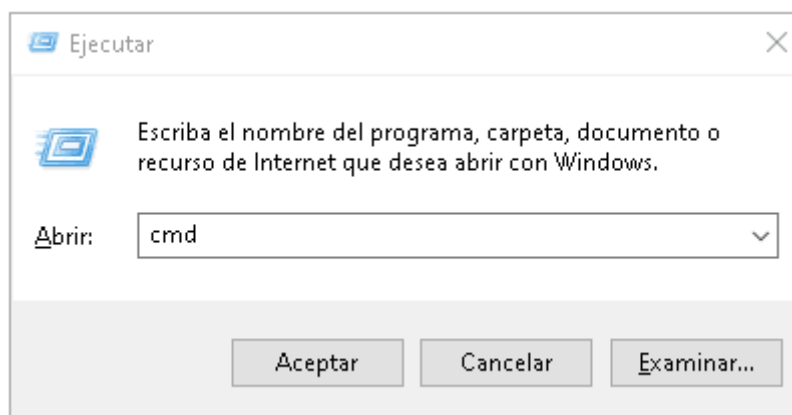 Ejecutar
Escriba el nombre del programa, carpeta, documento o
recurso de Internet que desea abrir con Windows.
Abrir: cmd
Aceptar Cancelar Examinar...